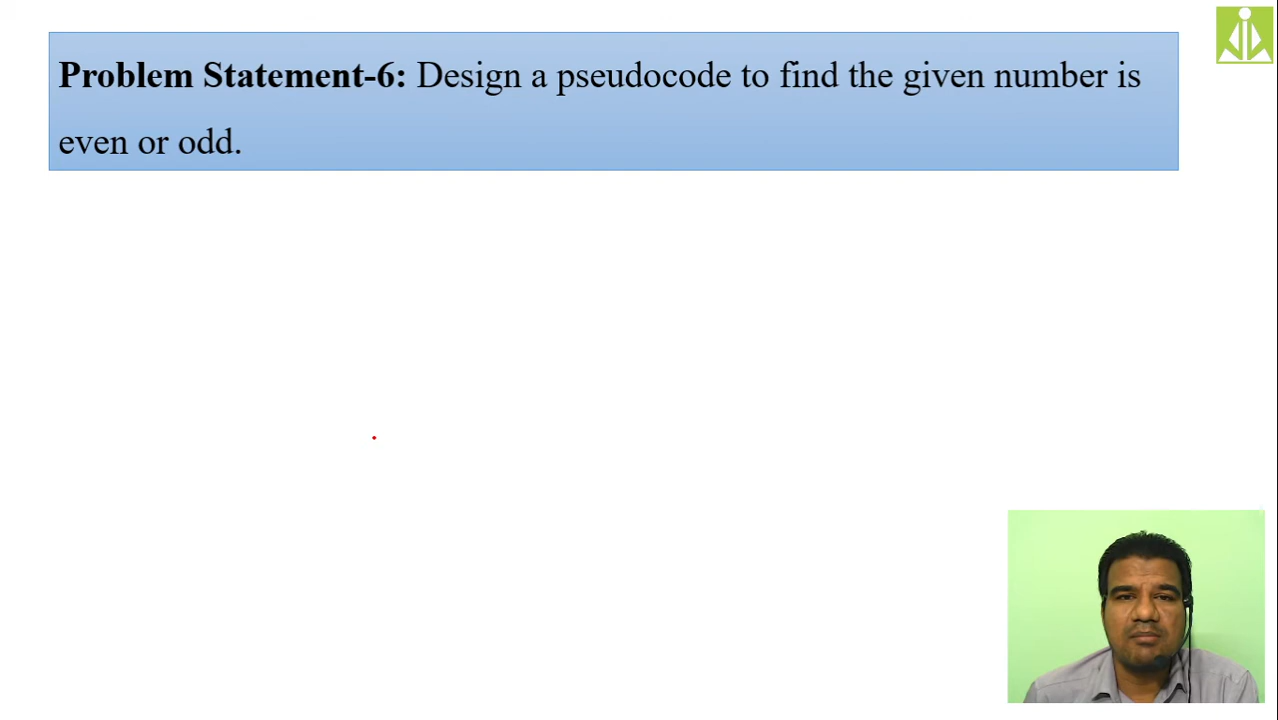 Problem Statement-6: Design a pseudocode to find the given number is
even or odd.